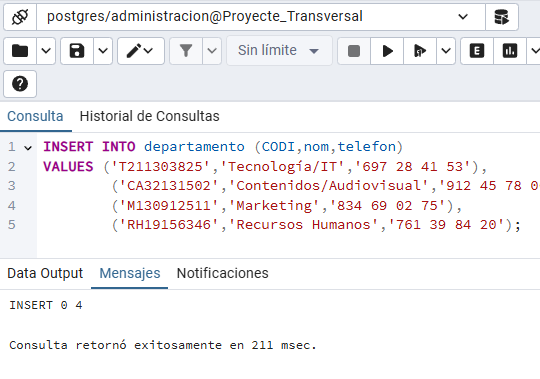 postgres/administracion@Proyecte_Transversal
Sin límite
E
Consulta Historial de Consultas
1 INSERT INTO departamento (CODI,nom,telefon)
2 VALUES ('T211303825','Tecnología/IT','697 28 41 53'),
3 ('CA32131502','Contenidos/Audiovisual','912 45 78
4 ('M130912511','Marketing','834 69 02 75'),
5 ('RH19156346','Recursos Humanos','761 39 84 20');
Data Output Mensajes Notificaciones
INSERT 0 4
Consulta retornó exitosamente en 211 msec.